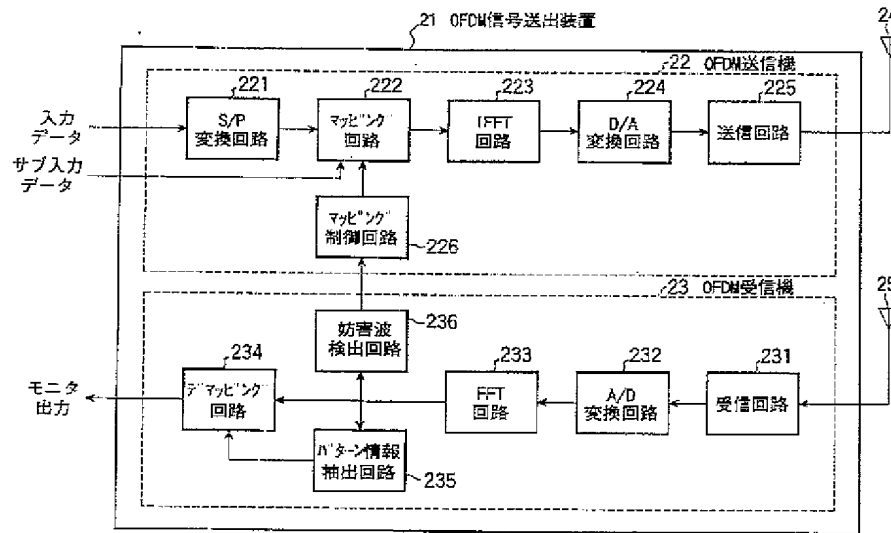 21 OFDM信号送出装置
24
22 OFDM送信機
221
222
223
224
225
入力
データ
S/P
変換回路
マッピング
回路
IFFT
回路
D/A
変換回路
送信回路
サブ入力
データ
マッピング
制御回路
226
23 OFDM受信機
妨害波
検出回路
236
234
233
232
231
モニタ
出力
デマッピング
回路
FFT
回路
A/D
変換回路
受信回路
パターン情報
抽出回路
235